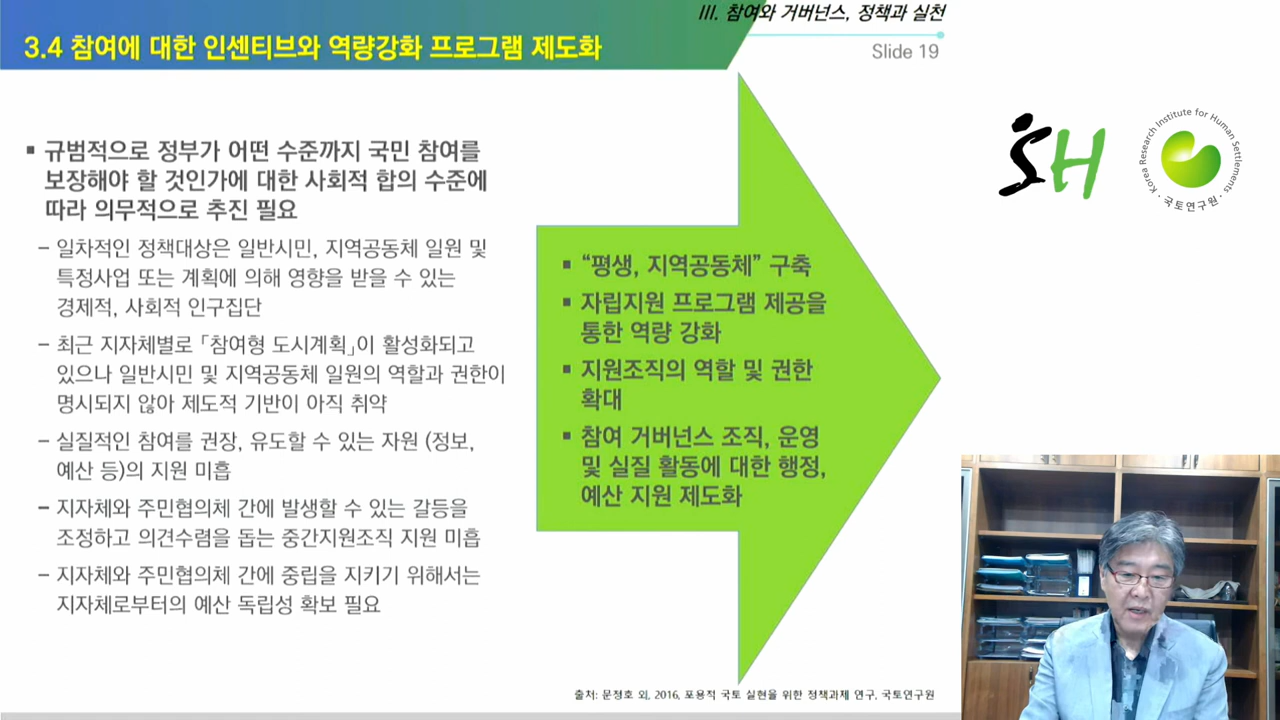 III. 참여와 거버넌스, 정책과 실천
3.4 참여에 대한 인센티브와 역량강화 프로그램 제도화
Slide 19
▪ 규범적으로 정부가 어떤 수준까지 국민 참여를
보장해야 할 것인가에 대한 사회적 합의 수준에
따라 의무적으로 추진 필요
– 일차적인 정책대상은 일반시민, 지역공동체 일원 및
특정사업 또는 계획에 의해 영향을 받을 수 있는
경제적, 사회적 인구집단
– 최근 지자체별로 「참여형 도시계획」이 활성화되고
있으나 일반시민 및 지역공동체 일원의 역할과 권한이
명시되지 않아 제도적 기반이 아직 취약
– 실질적인 참여를 권장, 유도할 수 있는 자원 (정보,
예산 등)의 지원 미흡
– 지자체와 주민협의체 간에 발생할 수 있는 갈등을
조정하고 의견수렴을 돕는 중간지원조직 지원 미흡
– 지자체와 주민협의체 간에 중립을 지키기 위해서는
지자체로부터의 예산 독립성 확보 필요
▪ “평생, 지역공동체” 구축
▪ 자립지원 프로그램 제공을
통한 역량 강화
▪ 지원조직의 역할 및 권한
확대
▪ 참여 거버넌스 조직, 운영
및 실질 활동에 대한 행정,
예산 지원 제도화
출처: 문정호 외, 2016, 포용적 국토 실현을 위한 정책과제 연구, 국토연구원
SH
Korea Research Institute for Human Settlements
· 국토연구원 ·